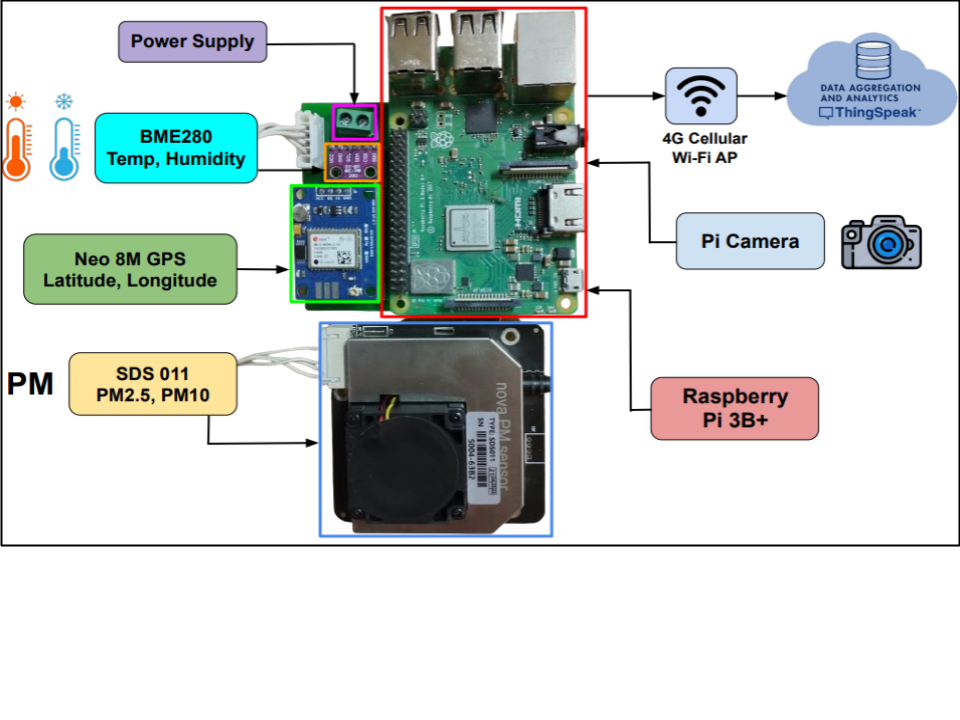 Power Supply
BME280
Temp, Humidity
Neo 8M GPS
Latitude, Longitude
PM
SDS 011
PM2.5, PM10
nova PM sensor
TYPE: SDS011
SN
5004-6182
DATA AGGREGATION
AND ANALYTICS
ThingSpeak™
4G Cellular
Wi-Fi AP
Pi Camera
Raspberry
Pi 3B+